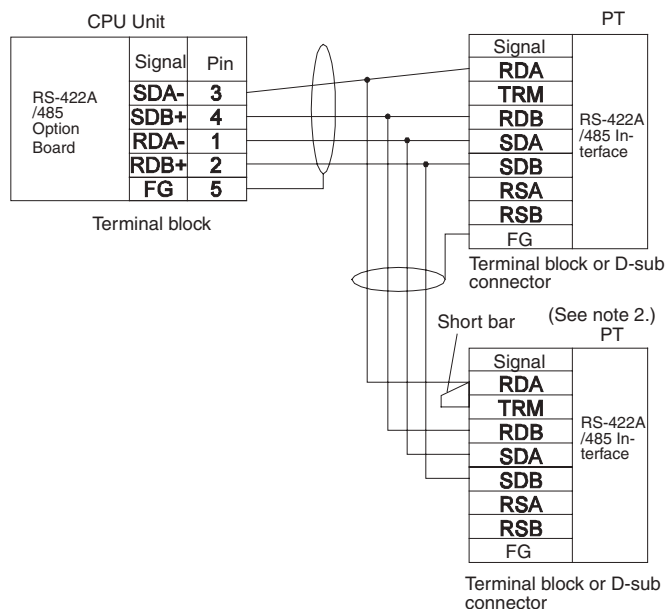 CPU Unit
Signal Pin
RS-422A
/485
Option
Board
SDA- 3
SDB+ 4
RDA- 1
RDB+ 2
FG 5
Terminal block
PT
Signal
RDA
TRM
RDB
SDA
SDB
RSA
RSB
FG
RS-422A
/485 In-
terface
Terminal block or D-sub
connector
Short bar
(See note 2.)
PT
Signal
RDA
TRM
RDB
SDA
SDB
RSA
RSB
FG
RS-422A
/485 In-
terface
Terminal block or D-sub
connector